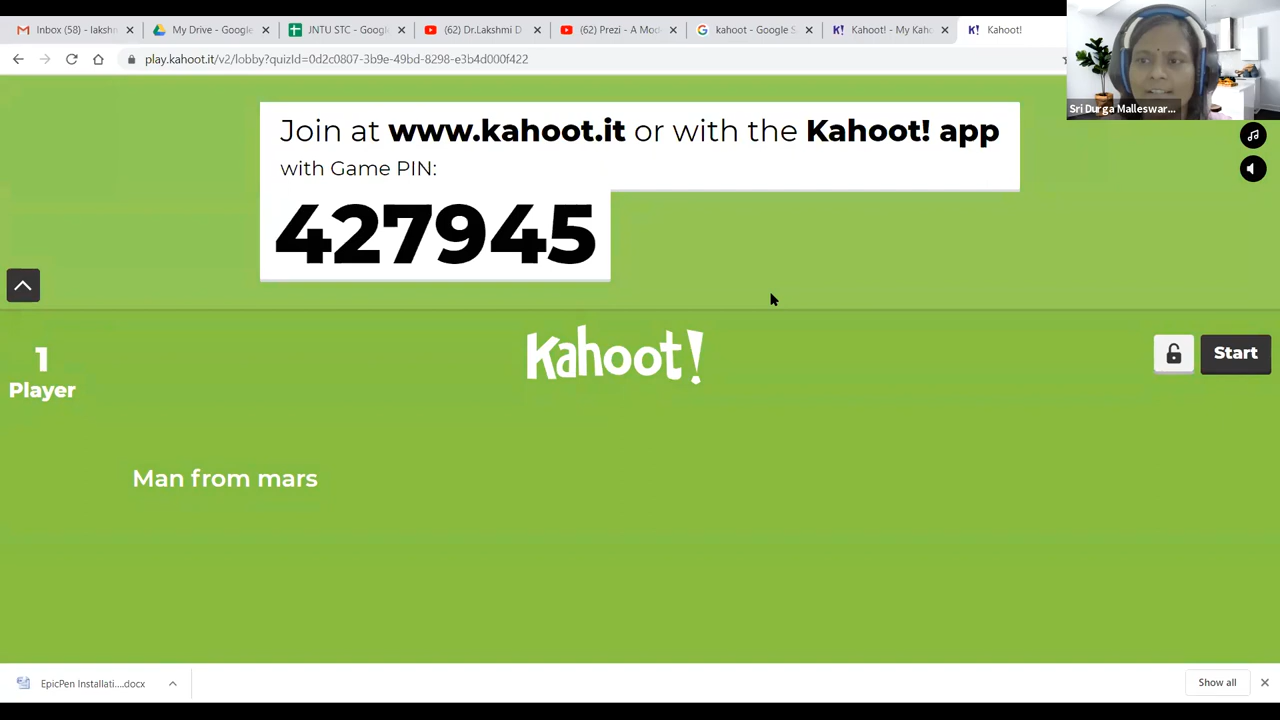 Inbox (58) - laksh
My Drive - Google
JNTU STC - Googl
(62) Dr.Lakshmi D
(62) Prezi - A Mod
kahoot - Google S
K! Kahoot! - My Kaho
K! Kahoot!
play.kahoot.it/v2/lobby?quizId=0d2c0807-3b9e-49bd-8298-e3b4d000f422
Sri Durga Malleswar...
Join at www.kahoot.it or with the Kahoot! app
with Game PIN:
427945
1
Player
Kahoot!
Start
Man from mars
EpicPen Installati....docx
Show all